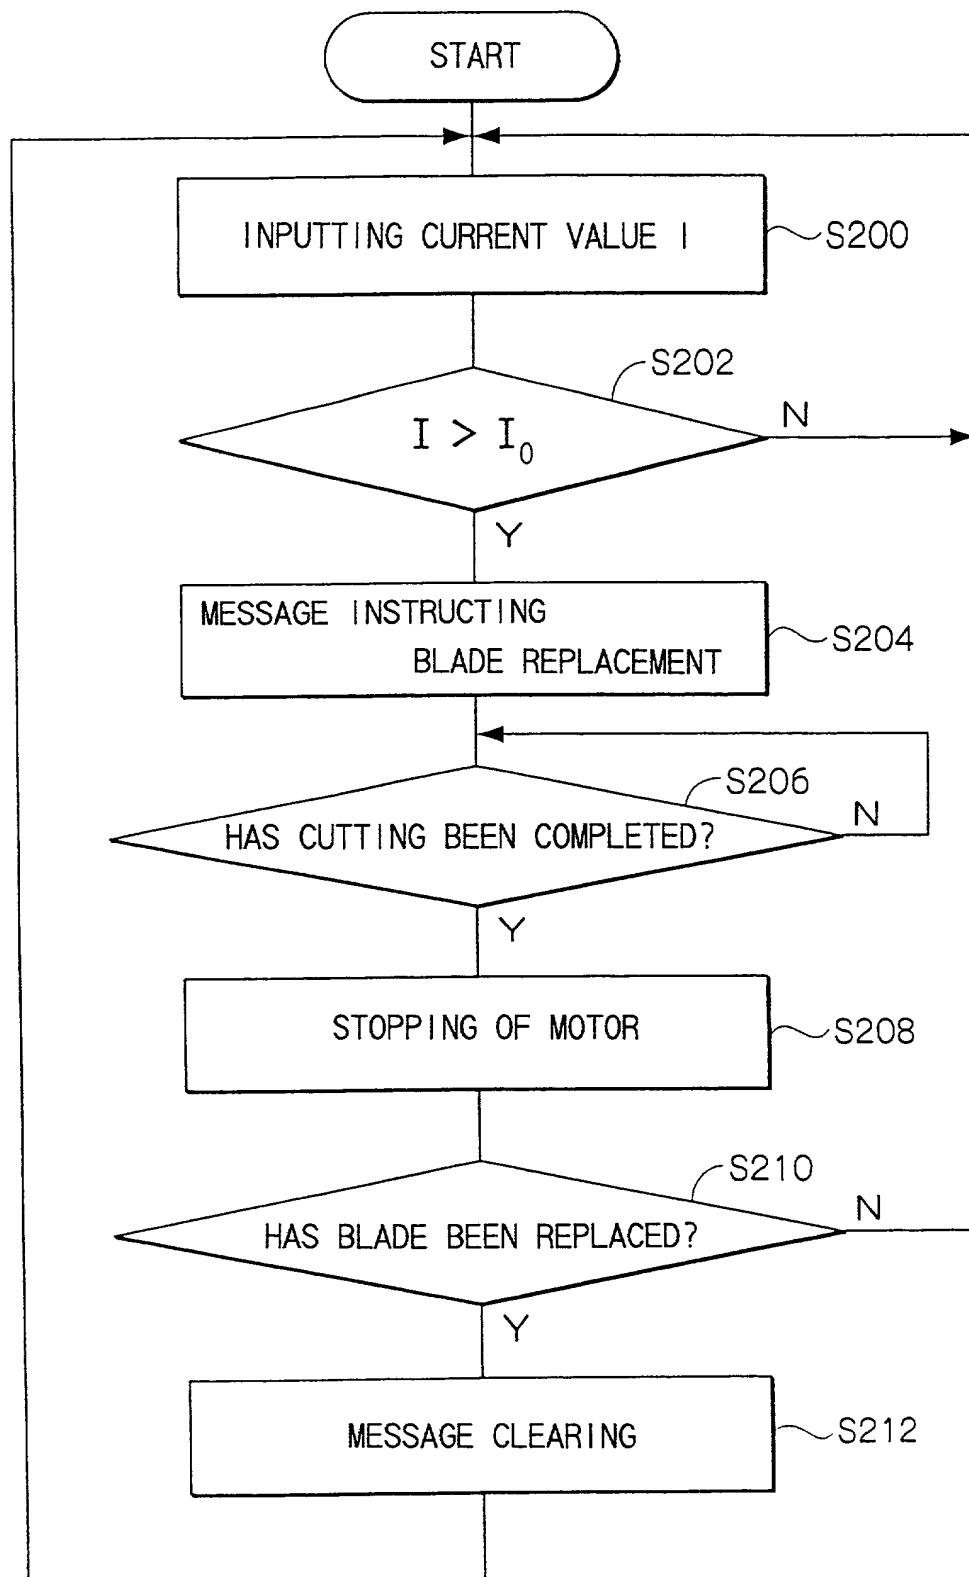 START
INPUTTING CURRENT VALUE I
S200
S202
I > I₀
N
Y
MESSAGE INSTRUCTING
BLADE REPLACEMENT
S204
S206
HAS CUTTING BEEN COMPLETED?
N
Y
STOPPING OF MOTOR
S208
S210
HAS BLADE BEEN REPLACED?
N
Y
MESSAGE CLEARING
S212